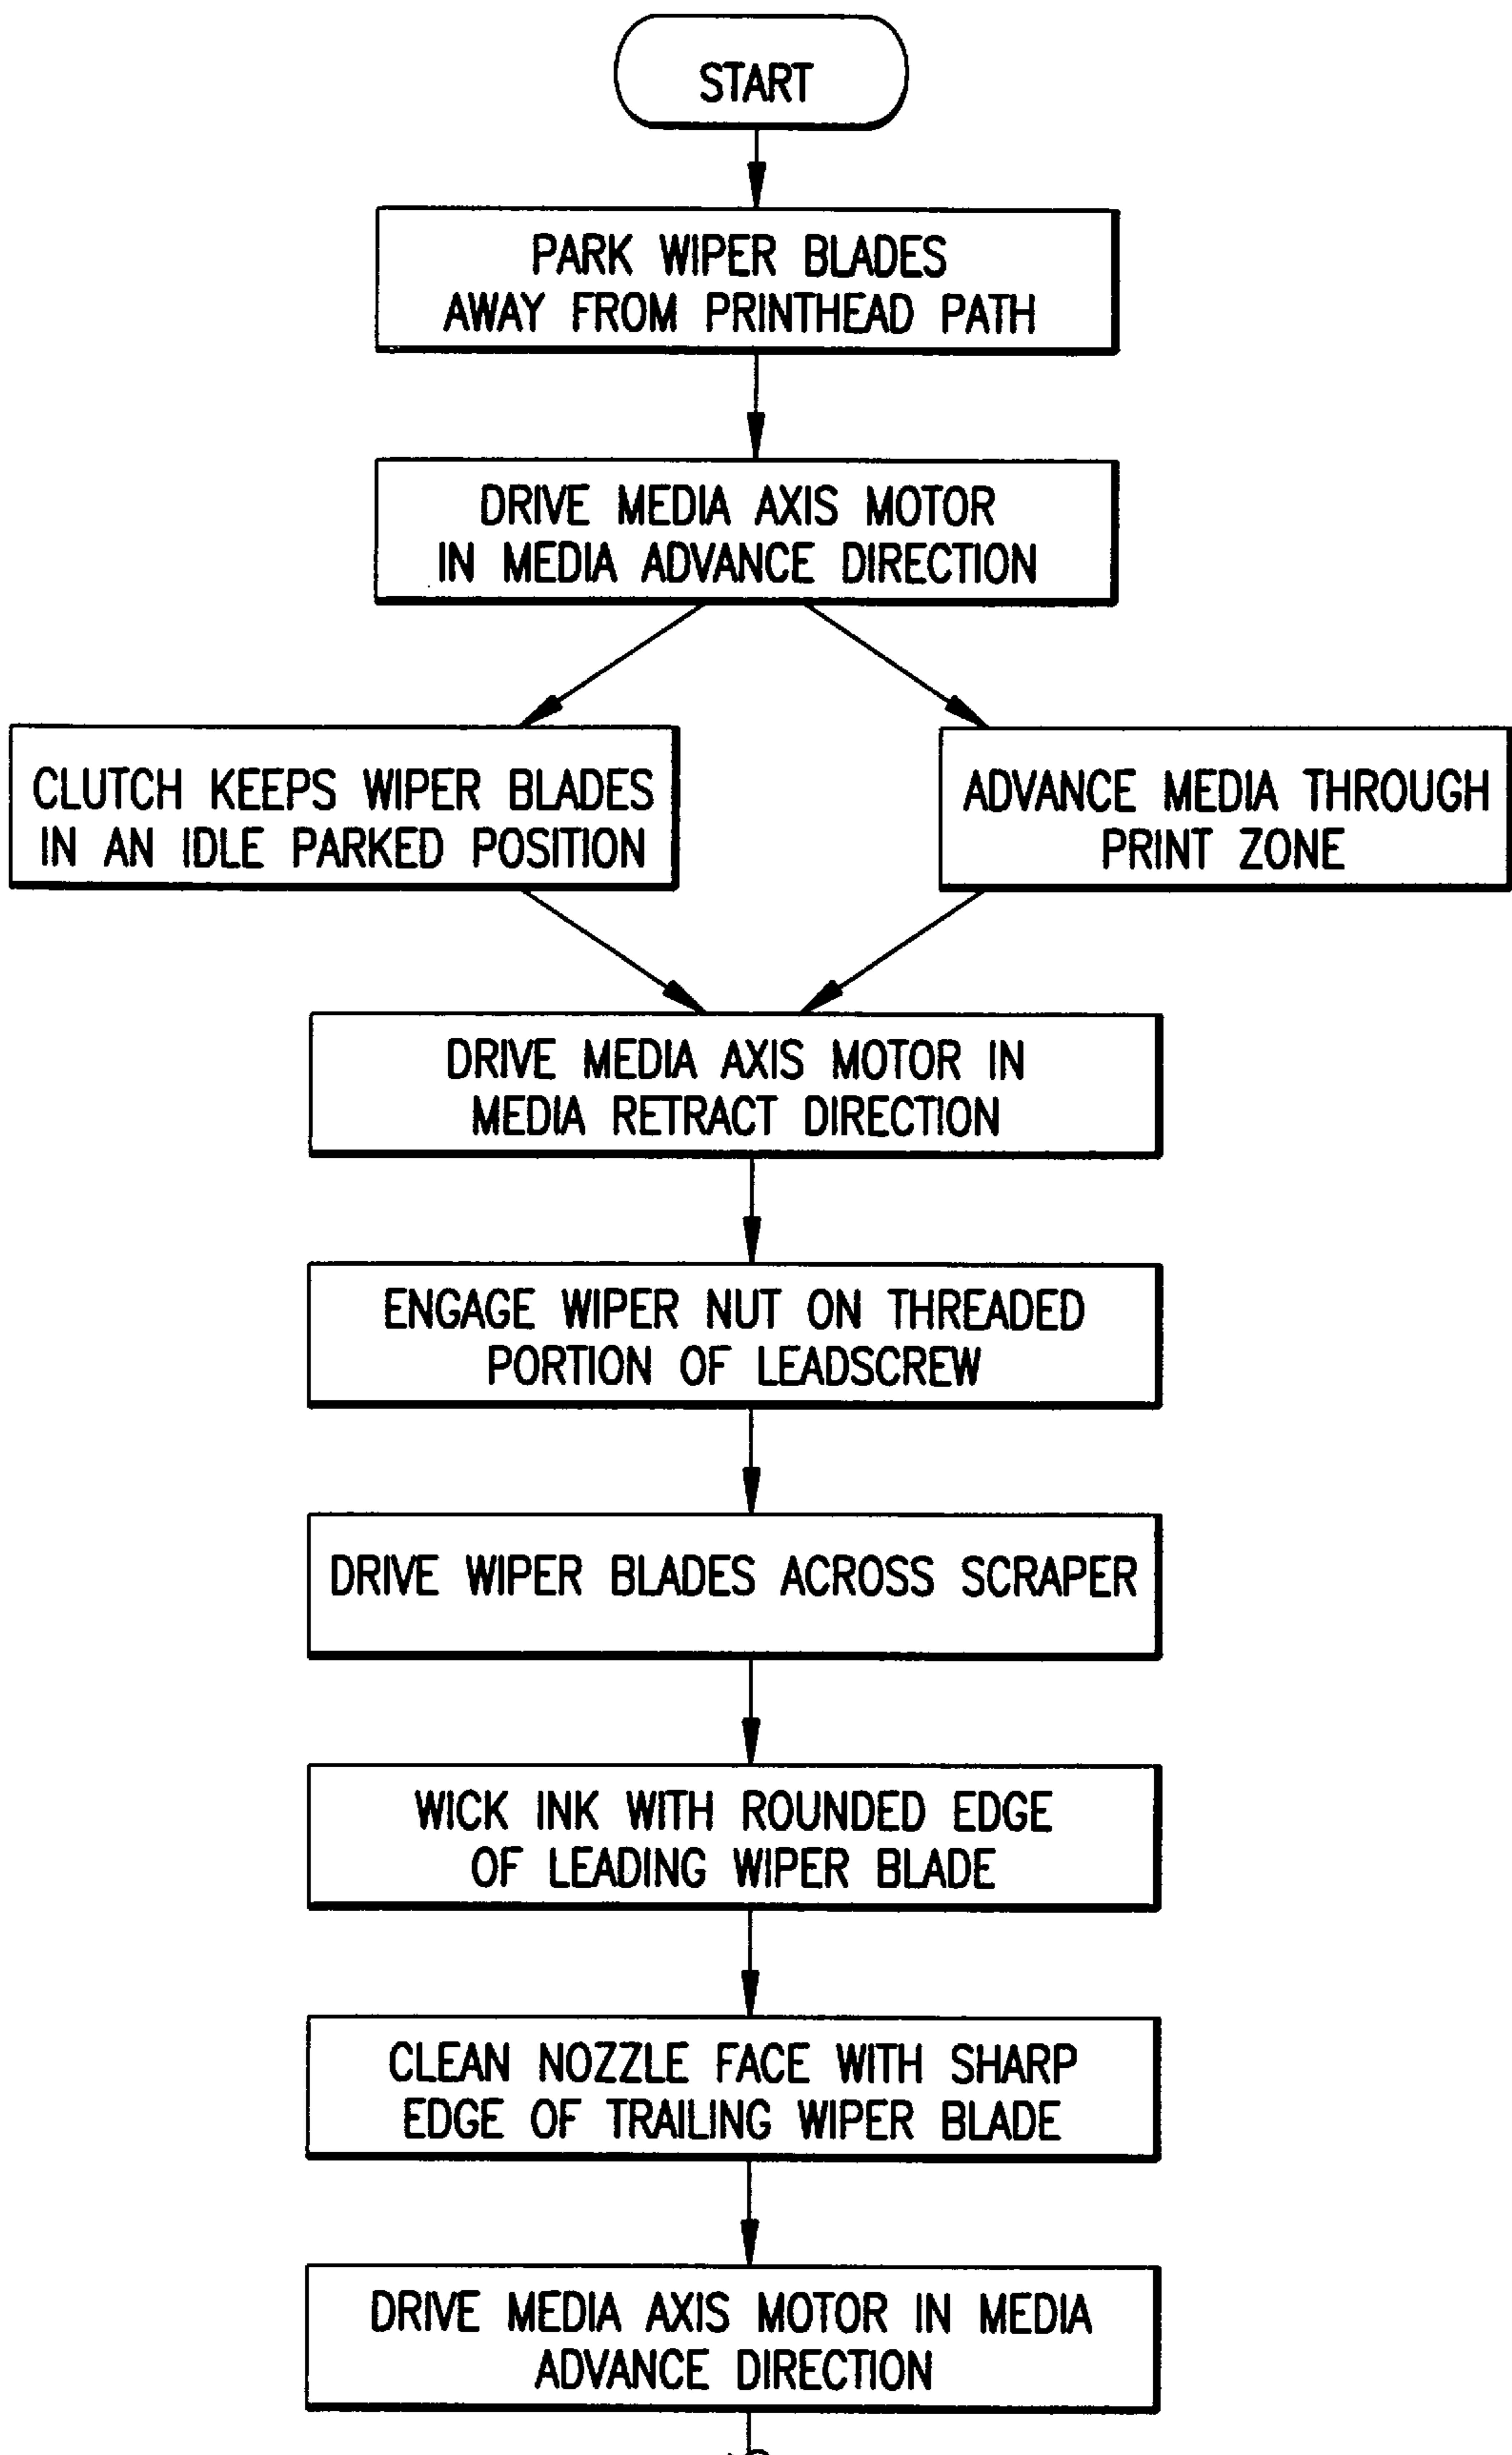 START
PARK WIPER BLADES
AWAY FROM PRINTHEAD PATH
DRIVE MEDIA AXIS MOTOR
IN MEDIA ADVANCE DIRECTION
CLUTCH KEEPS WIPER BLADES
IN AN IDLE PARKED POSITION
ADVANCE MEDIA THROUGH
PRINT ZONE
DRIVE MEDIA AXIS MOTOR IN
MEDIA RETRACT DIRECTION
ENGAGE WIPER NUT ON THREADED
PORTION OF LEADSCREW
DRIVE WIPER BLADES ACROSS SCRAPER
WICK INK WITH ROUNDED EDGE
OF LEADING WIPER BLADE
CLEAN NOZZLE FACE WITH SHARP
EDGE OF TRAILING WIPER BLADE
DRIVE MEDIA AXIS MOTOR IN MEDIA
ADVANCE DIRECTION